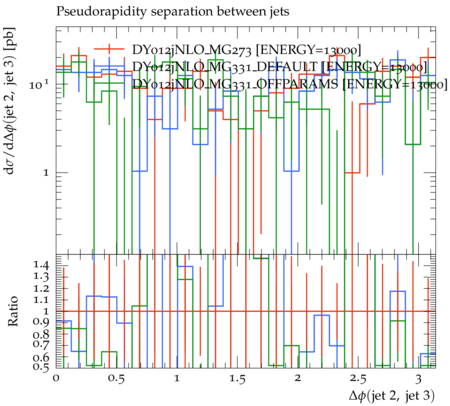 Pseudorapidity separation between jets
dσ/dΔϕ(jet 2, jet 3) [pb]
DY012jNLO_MG273 [ENERGY=13000]
DY012jNLO_MG331_DEFAULT [ENERGY=13000]
DY012jNLO_MG331_OFFPARAMS [ENERGY=13000]
10^1
1
Ratio
1.4
1.3
1.2
1.1
1
0.9
0.8
0.7
0.6
0.5
0 0.5 1 1.5 2 2.5 3
Δϕ(jet 2, jet 3)